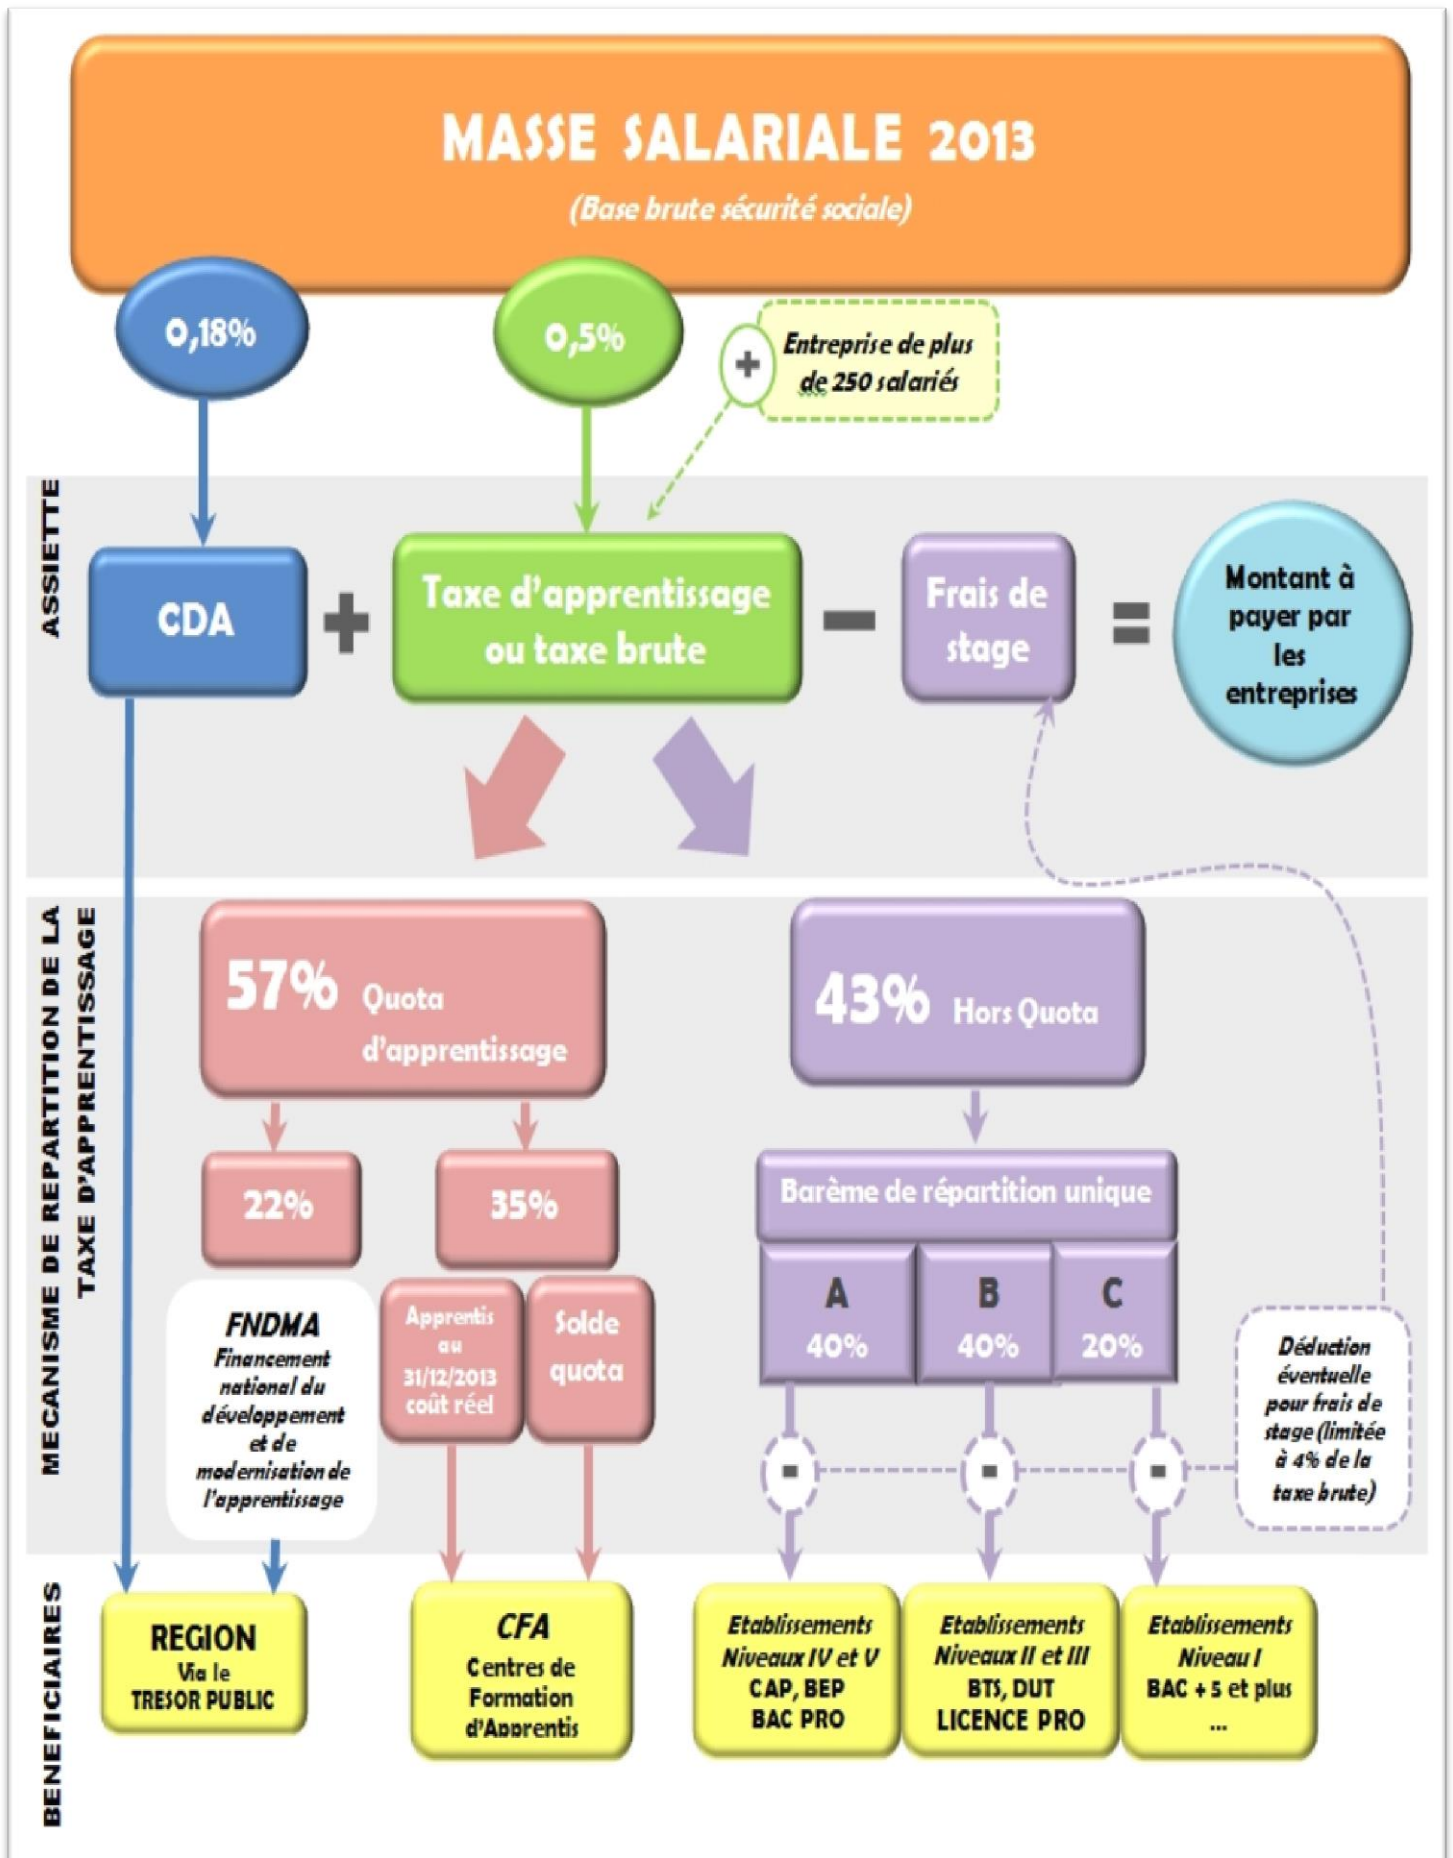 MASSE SALARIALE 2013
(Base brute sécurité sociale)
0,18%
0,5%
+
Entreprise de plus
de 250 salariés
ASSIETTE
CDA
+
Taxe d'apprentissage
ou taxe brute
-
Frais de
stage
=
Montant à
payer par
les
entreprises
MECANISME DE REPARTITION DE LA
TAXE D'APPRENTISSAGE
57% Quota
d'apprentissage
43% Hors Quota
22%
35%
Barème de répartition unique
A
40%
B
40%
C
20%
FNDMA
Financement
national du
développement
et de
modernisation de
l'apprentissage
Apprentis
au
31/12/2013
coût réel
Solde
quota
Déduction
éventuelle
pour frais de
stage (limitée
à 4% de la
taxe brute)
-
-
-
BENEFICIAIRES
REGION
Via le
TRESOR PUBLIC
CFA
Centres de
Formation
d'Apprentis
Etablissements
Niveaux IV et V
CAP, BEP
BAC PRO
Etablissements
Niveaux II et III
BTS, DUT
LICENCE PRO
Etablissements
Niveau I
BAC + 5 et plus
...